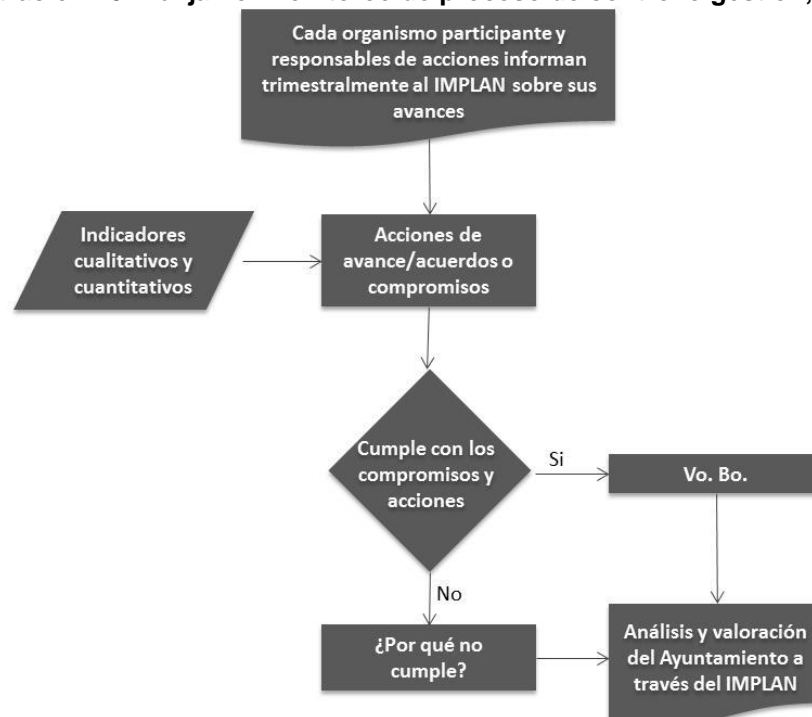 Cada organismo participante y
responsables de acciones informan
trimestralmente al IMPLAN sobre sus
avances
Indicadores
cualitativos y
cuantitativos
Acciones de
avance/acuerdos o
compromisos
Cumple con los
compromisos y
acciones
Si
Vo. Bo.
No
¿Por qué no
cumple?
Análisis y valoración
del Ayuntamiento a
través del IMPLAN